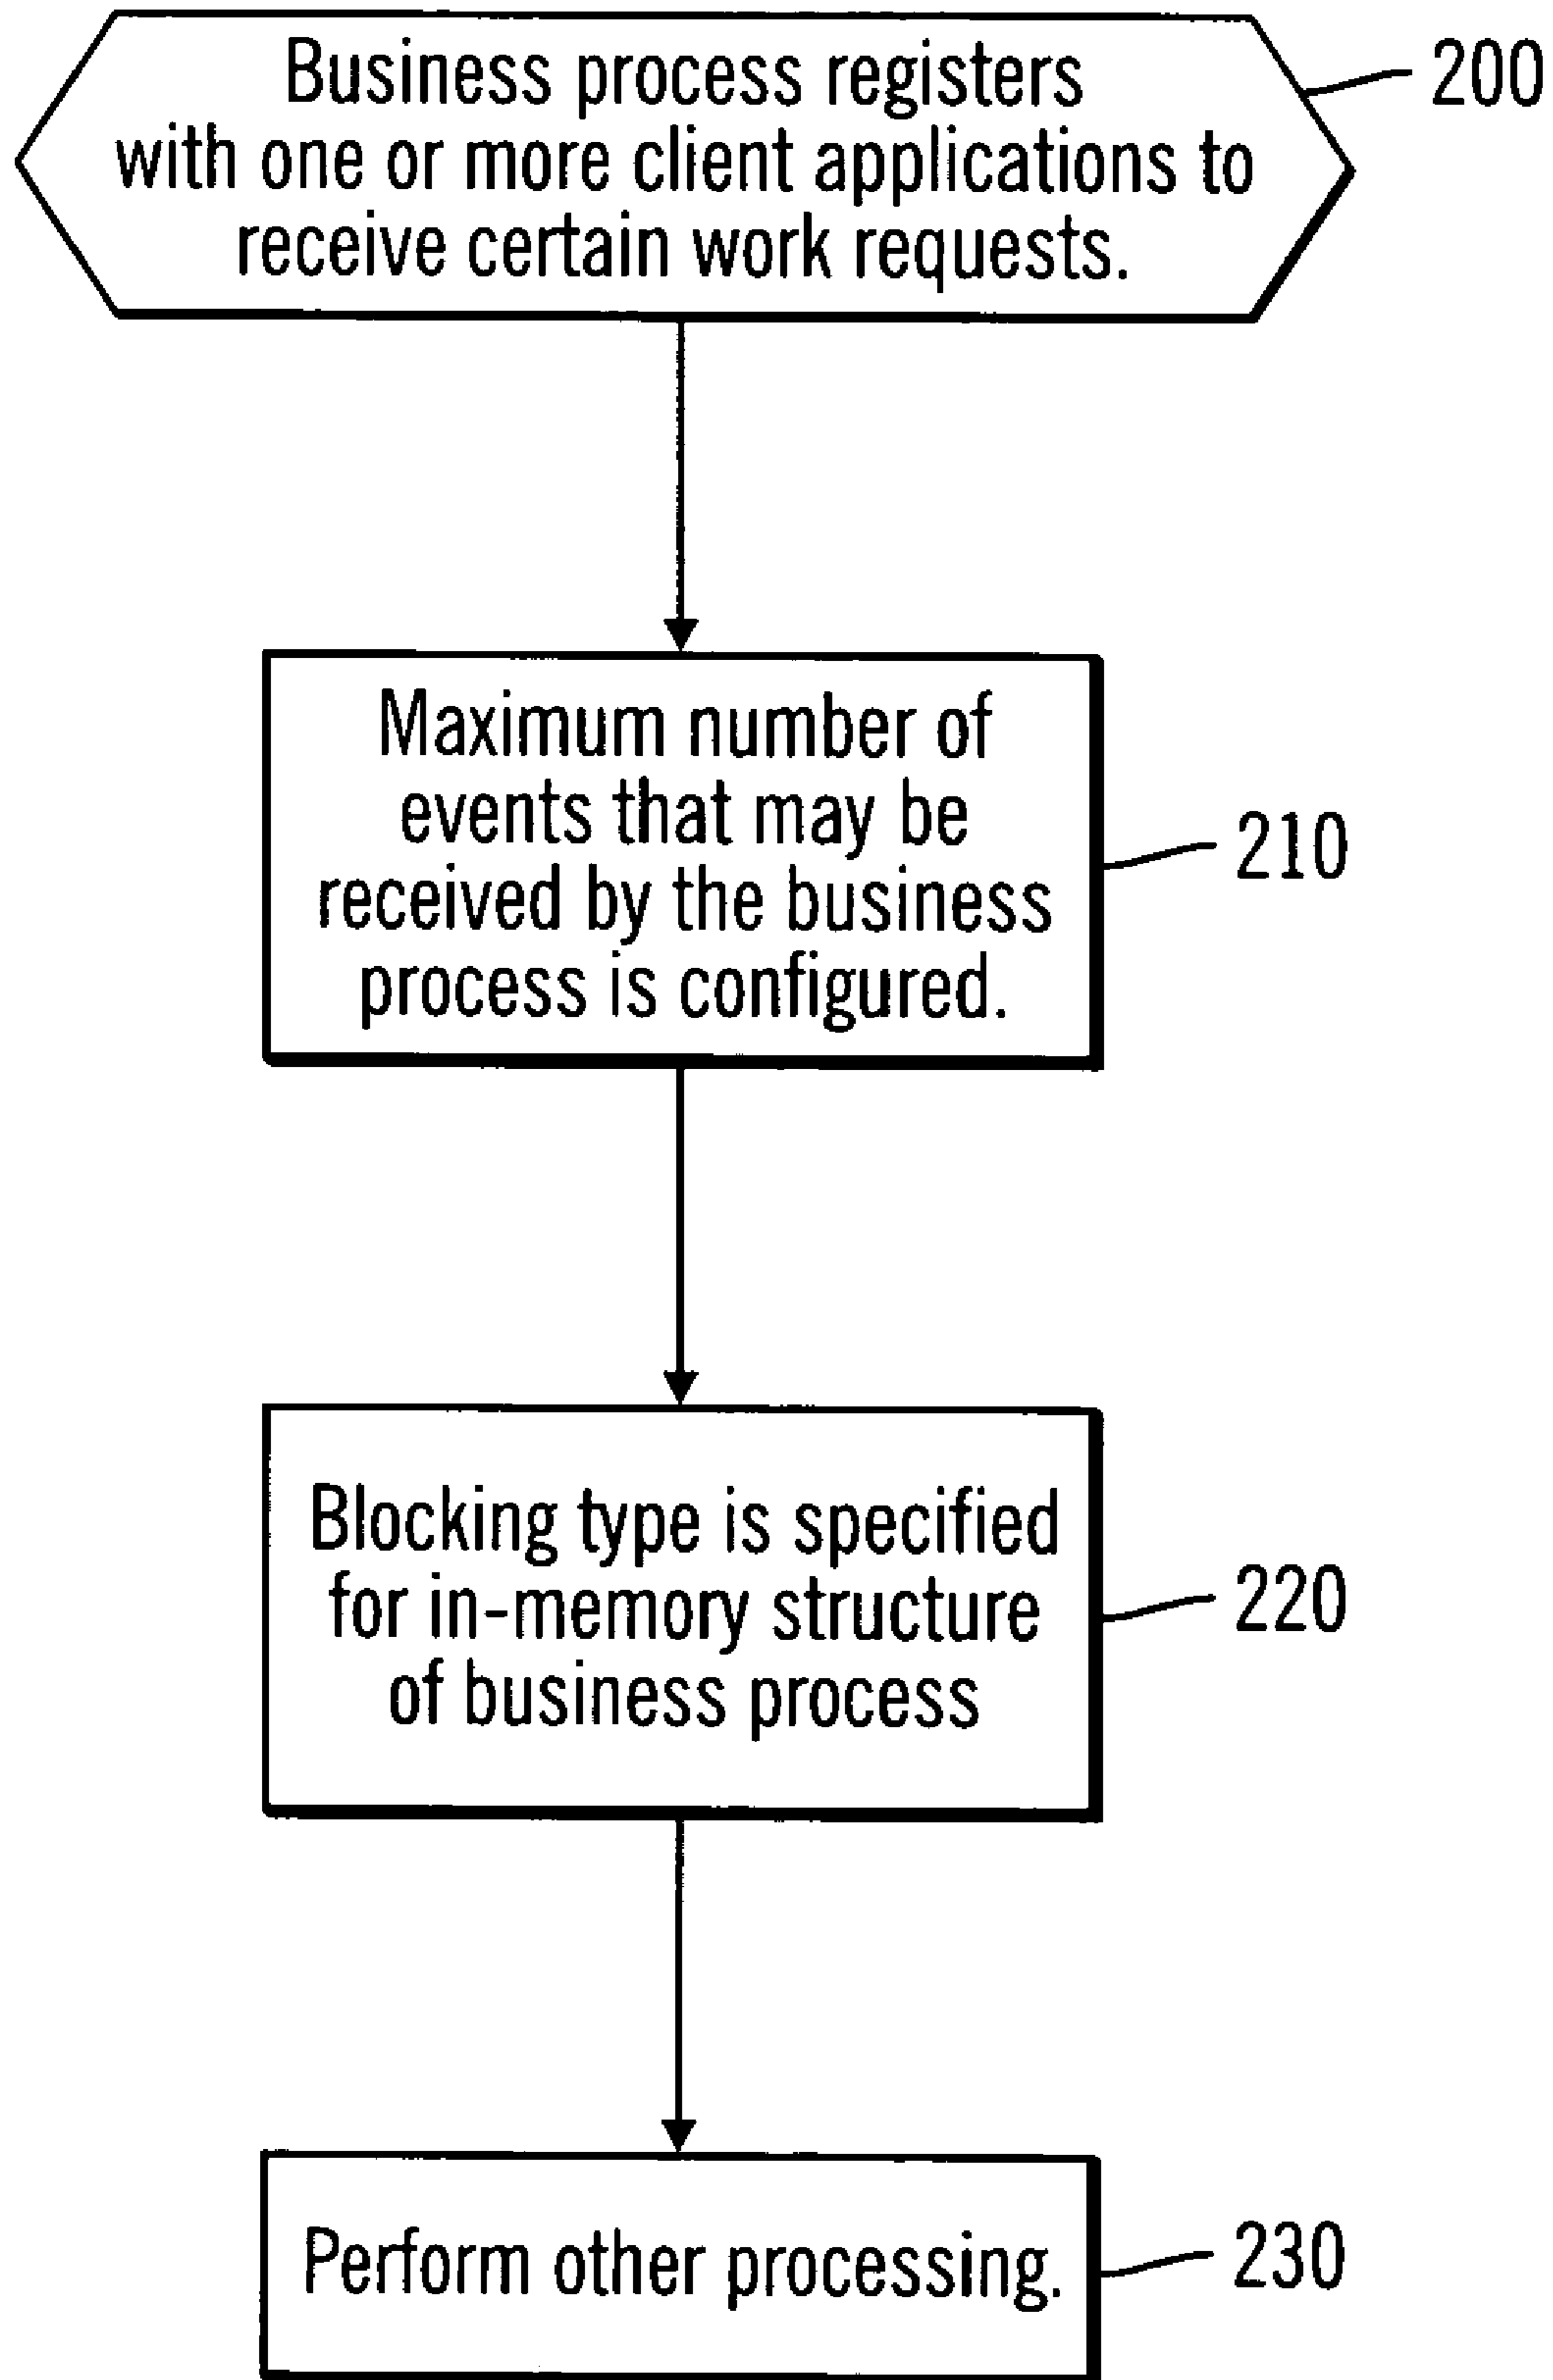 Business process registers
with one or more client applications to
receive certain work requests.
200
Maximum number of
events that may be
received by the business
process is configured.
210
Blocking type is specified
for in-memory structure
of business process
220
Perform other processing.
230